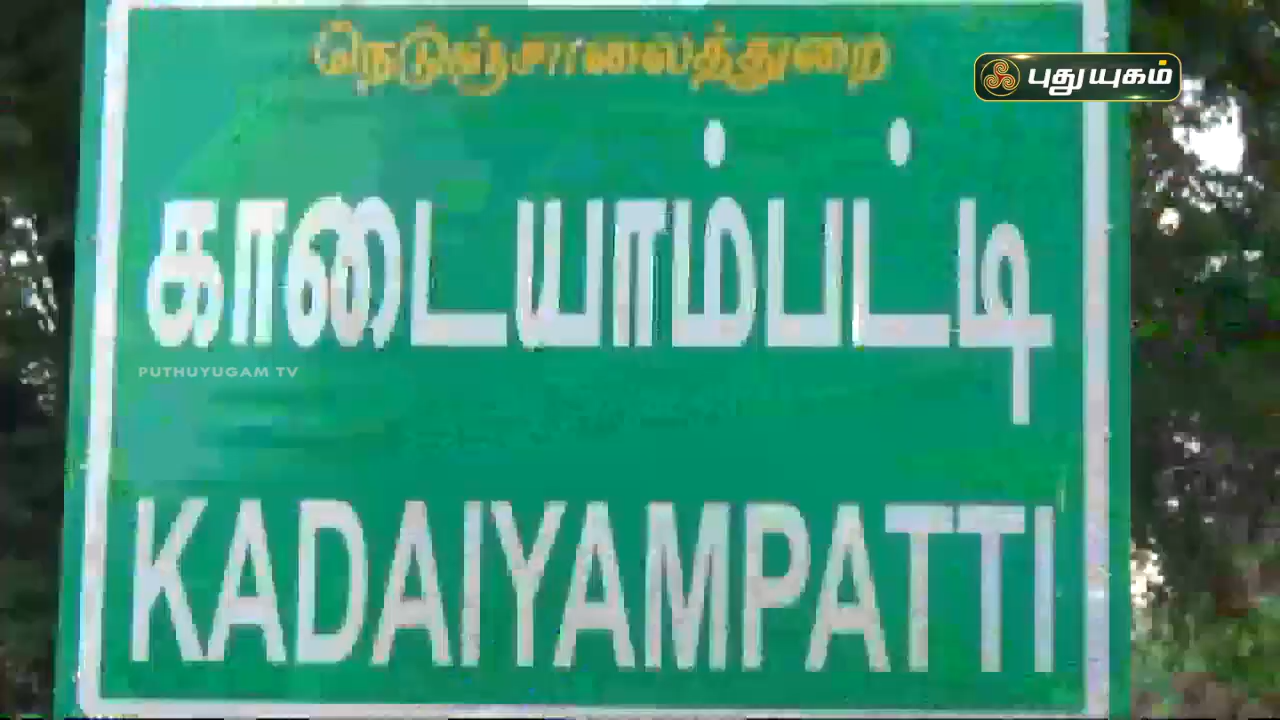 நெடுஞ்சாலைத்துறை
புதுயுகம்
காடையாம்பட்டி
PUTHUYUGAM TV
KADAIYAMPATTI